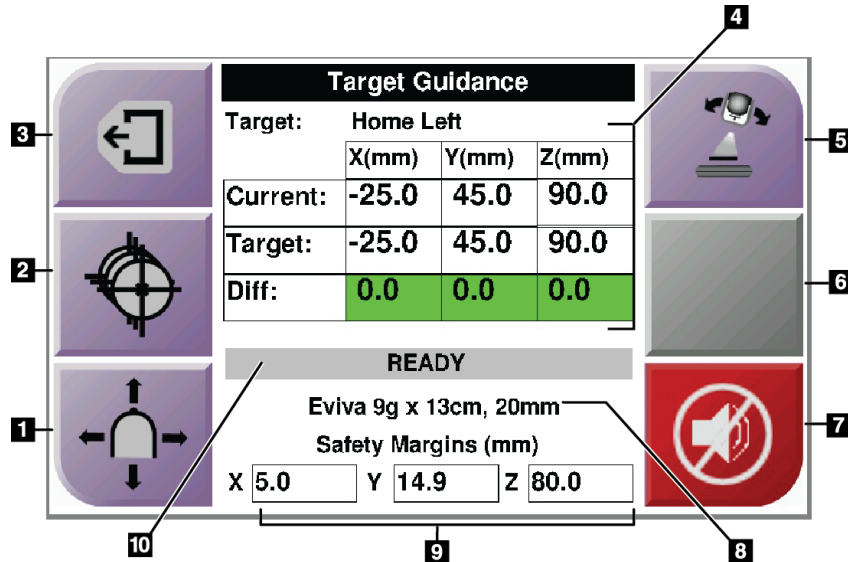 4
Target Guidance
3
Target: Home Left
5
X(mm) Y(mm) Z(mm)
Current: -25.0 45.0 90.0
Target: -25.0 45.0 90.0
2
Diff: 0.0 0.0 0.0
6
READY
1
Eviva 9g x 13cm, 20mm
7
Safety Margins (mm)
X 5.0 Y 14.9 Z 80.0
10
9
8